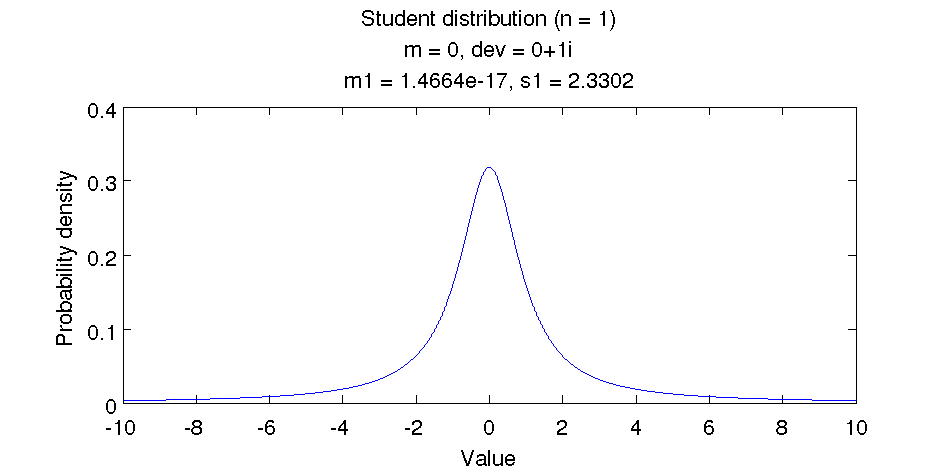 Student distribution (n = 1)
m = 0, dev = 0+1i
m1 = 1.4664e-17, s1 = 2.3302
Probability density
0.4
0.3
0.2
0.1
0
-10 -8 -6 -4 -2 0 2 4 6 8 10
Value